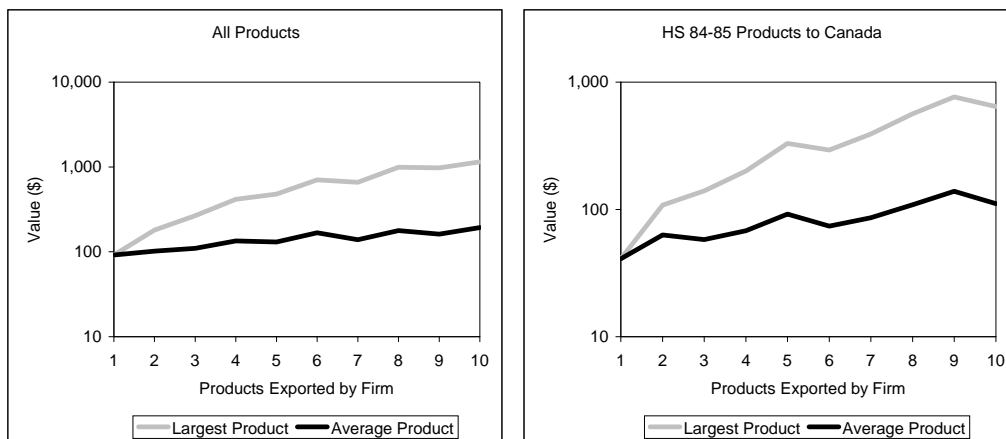 All Products
10,000
1,000
100
10
Value ($)
1 2 3 4 5 6 7 8 9 10
Products Exported by Firm
Largest Product Average Product
HS 84-85 Products to Canada
1,000
100
10
Value ($)
1 2 3 4 5 6 7 8 9 10
Products Exported by Firm
Largest Product Average Product